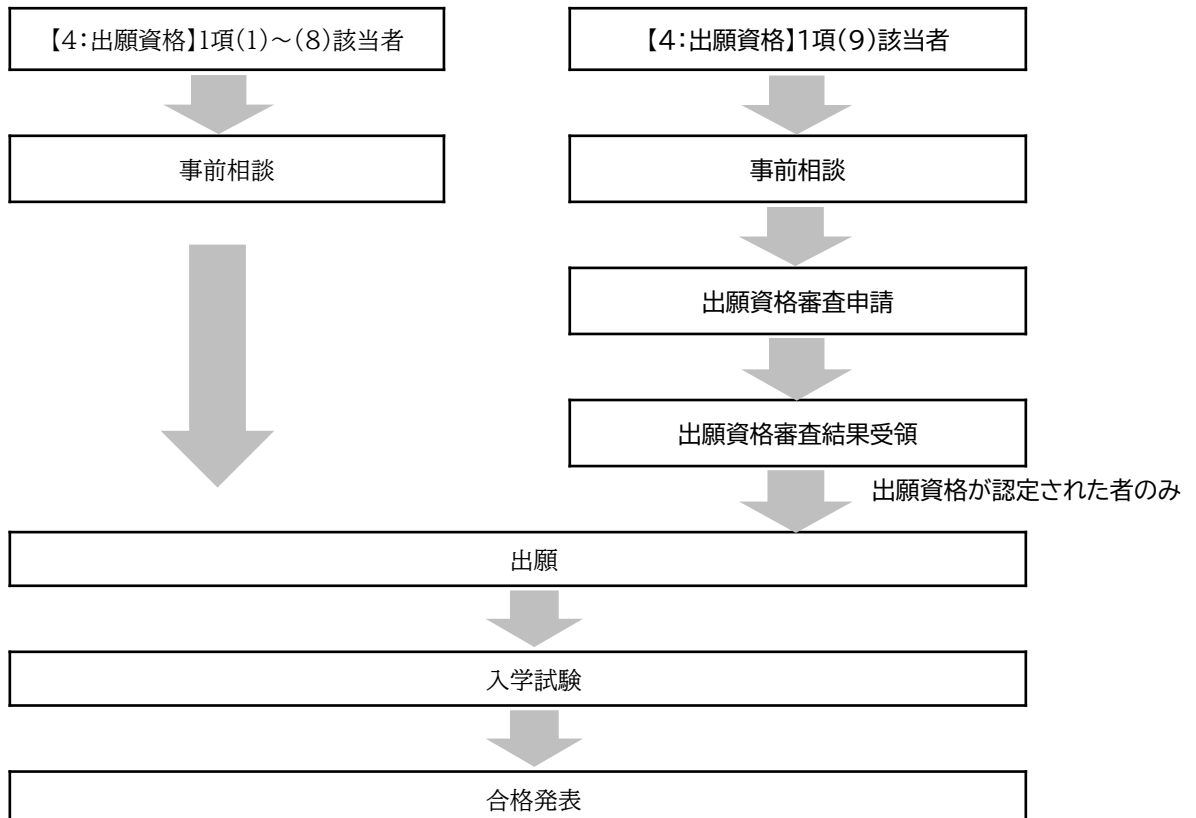 【4：出願資格】1項（1）～（8）該当者
【4：出願資格】1項（9）該当者
事前相談
事前相談
出願資格審査申請
出願資格審査結果受領
出願資格が認定された者のみ
出願
入学試験
合格発表